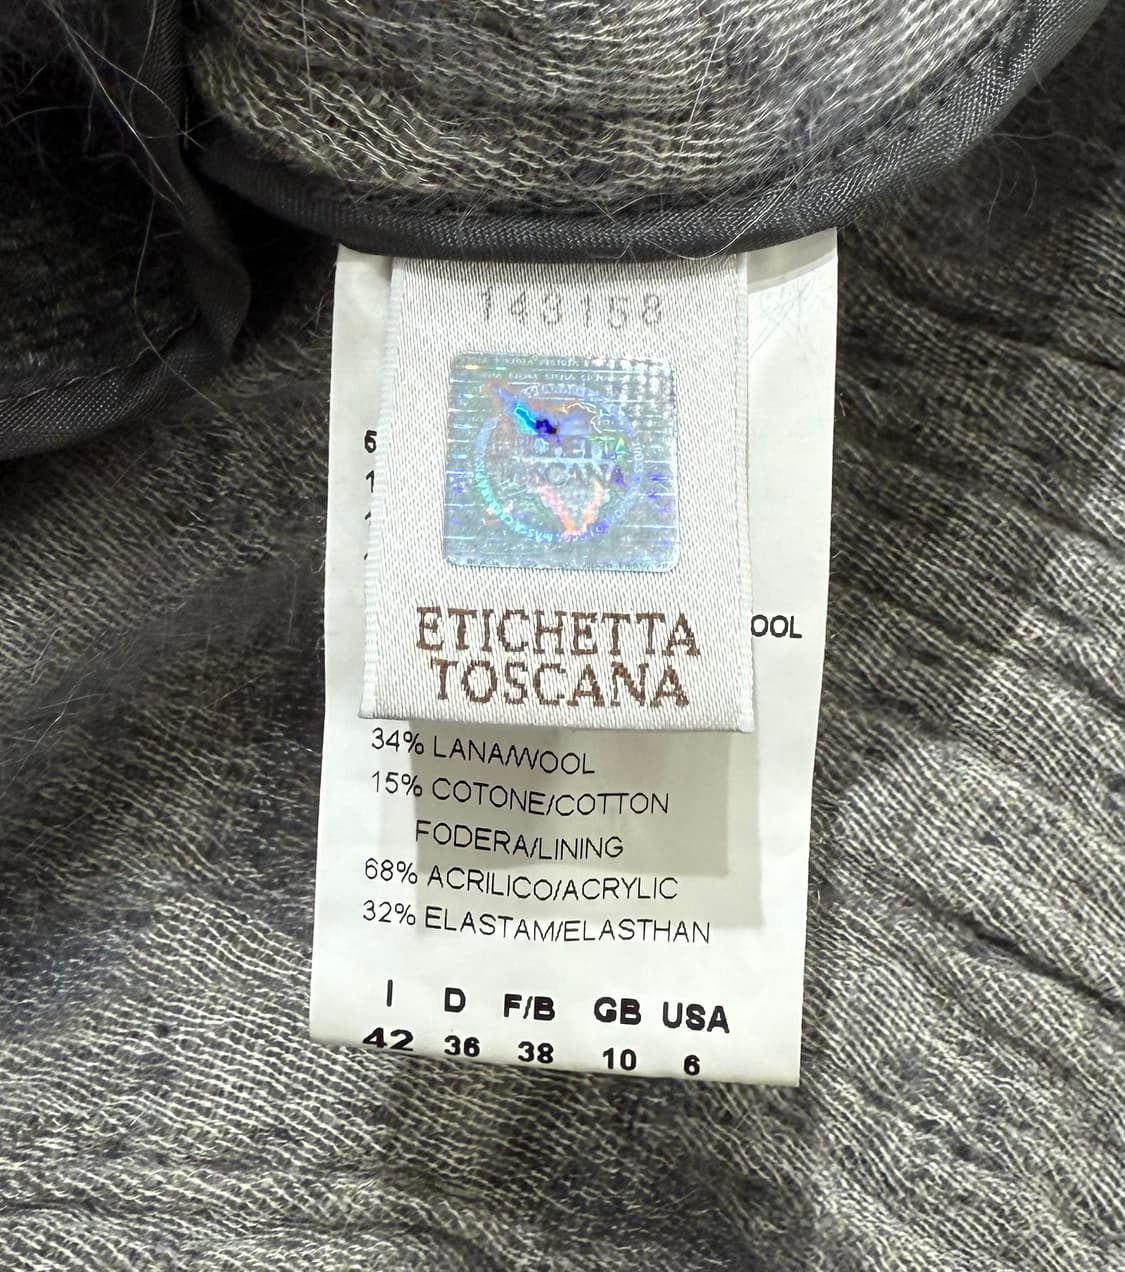 143158
ETICHETTA
TOSCANA
34% LANA/WOOL
15% COTONE/COTTON
FODERA/LINING
68% ACRILICO/ACRYLIC
32% ELASTAM/ELASTHAN
I D F/B GB USA
42 36 38 10 6